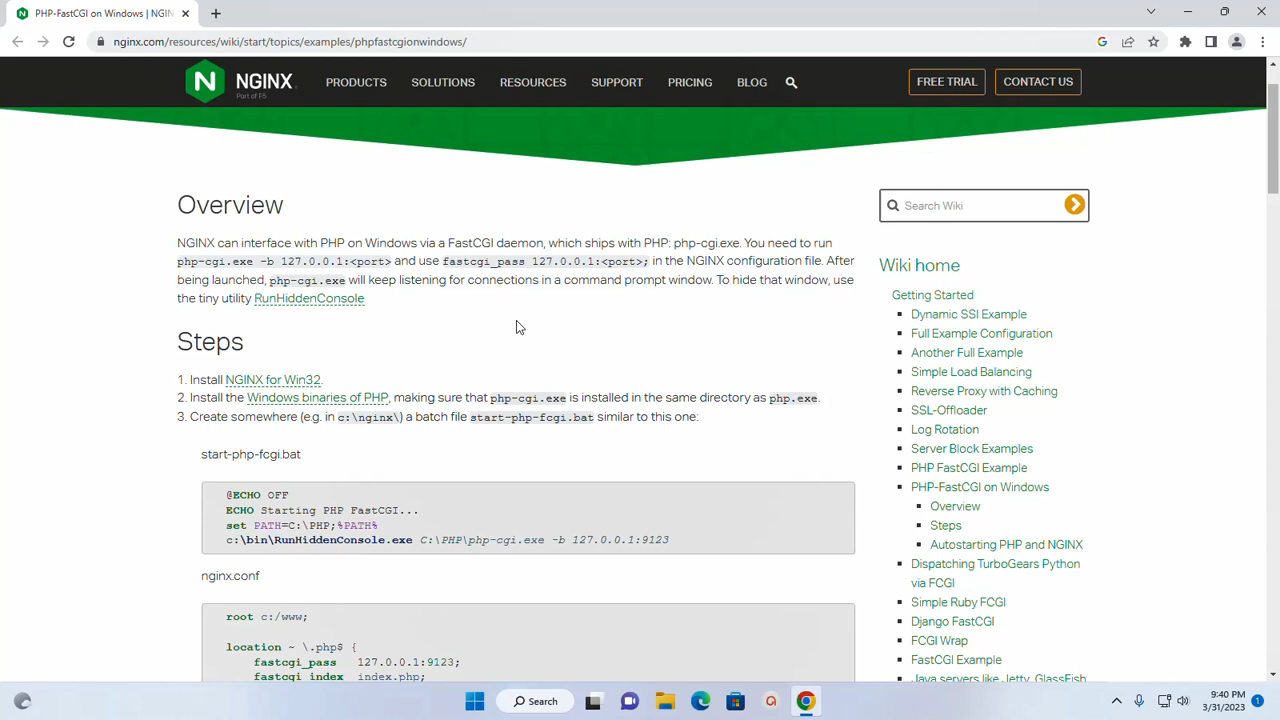 PHP-FastCGI on Windows | NGIN
nginx.com/resources/wiki/start/topics/examples/phpfastcgionwindows/
NGINX
Part of F5
PRODUCTS
SOLUTIONS
RESOURCES
SUPPORT
PRICING
BLOG
FREE TRIAL
CONTACT US
Overview
NGINX can interface with PHP on Windows via a FastCGI daemon, which ships with PHP: php-cgi.exe. You need to run
php-cgi.exe -b 127.0.0.1:<port> and use fastcgi_pass 127.0.0.1:<port>; in the NGINX configuration file. After
being launched, php-cgi.exe will keep listening for connections in a command prompt window. To hide that window, use
the tiny utility RunHiddenConsole
Steps
1. Install NGINX for Win32.
2. Install the Windows binaries of PHP, making sure that php-cgi.exe is installed in the same directory as php.exe.
3. Create somewhere (e.g. in c:\nginx\) a batch file start-php-fcgi.bat similar to this one:
start-php-fcgi.bat
@ECHO OFF
ECHO Starting PHP FastCGI...
set PATH=C:\PHP;%PATH%
c:\bin\RunHiddenConsole.exe C:\PHP\php-cgi.exe -b 127.0.0.1:9123
nginx.conf
root c:/www;
location ~ \.php$ {
fastcgi_pass 127.0.0.1:9123;
fastcgi_index index.php;
Search Wiki
Wiki home
Getting Started
Dynamic SSI Example
Full Example Configuration
Another Full Example
Simple Load Balancing
Reverse Proxy with Caching
SSL-Offloader
Log Rotation
Server Block Examples
PHP FastCGI Example
PHP-FastCGI on Windows
Overview
Steps
Autostarting PHP and NGINX
Dispatching TurboGears Python
via FCGI
Simple Ruby FCGI
Django FastCGI
FCGI Wrap
FastCGI Example
Java servers like Jetty, GlassFish
Search
9:40 PM
3/31/2023
1